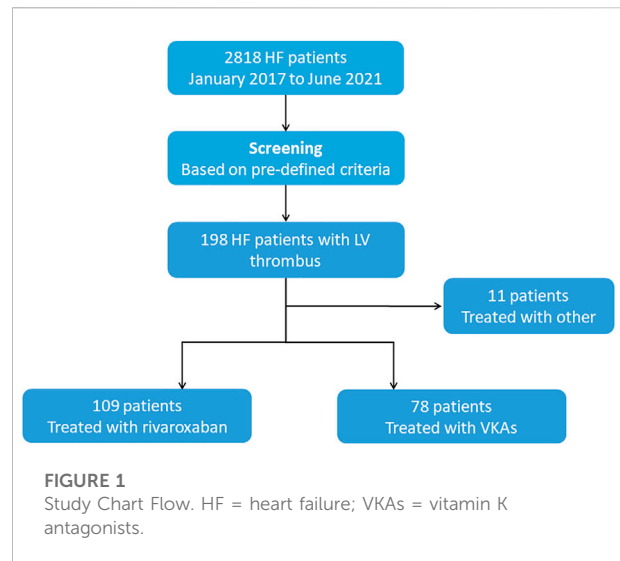 2818 HF patients
January 2017 to June 2021
Screening
Based on pre-defined criteria
198 HF patients with LV
thrombus
11 patients
Treated with other
109 patients
Treated with rivaroxaban
78 patients
Treated with VKAs
FIGURE 1
Study Chart Flow. HF = heart failure; VKAs = vitamin K
antagonists.